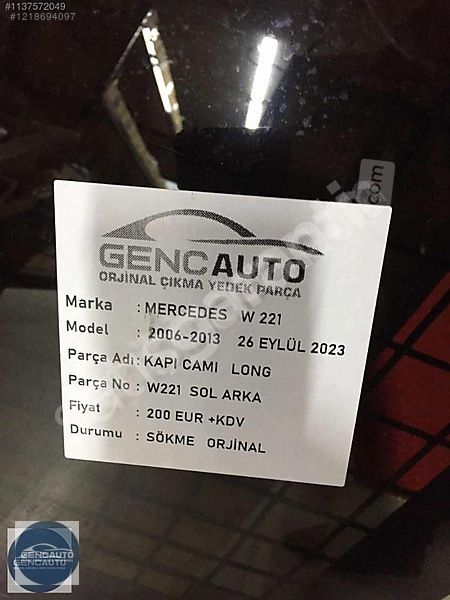 #1137572049
#1218694097
GENCAUTO
ORJİNAL ÇIKMA YEDEK PARÇA
Marka : MERCEDES W 221
Model : 2006-2013 26 EYLÜL 2023
Parça Adı : KAPI CAMI LONG
Parça No : W221 SOL ARKA
Fiyat : 200 EUR +KDV
Durumu : SÖKME ORJİNAL
GENCAUTO
GENCAUTO